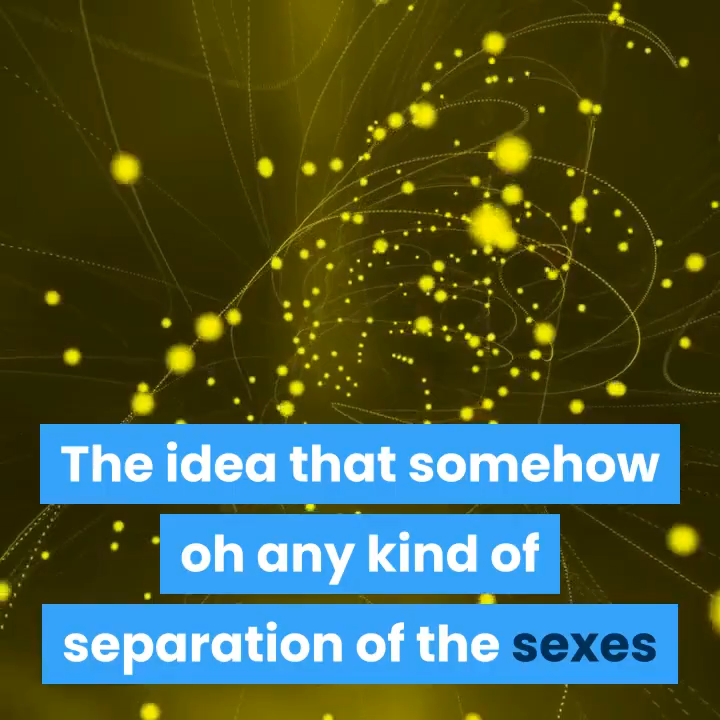 The idea that somehow
oh any kind of
separation of the sexes